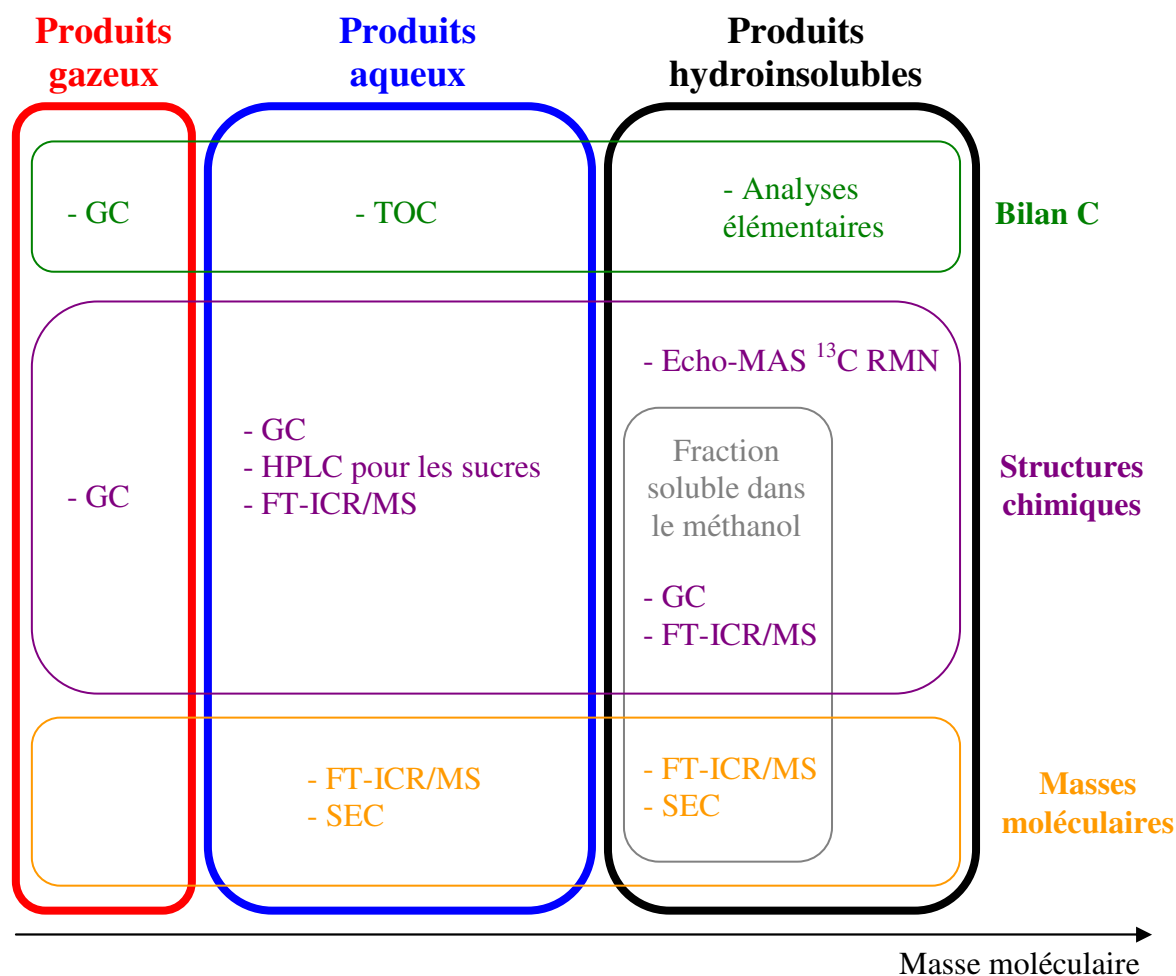 Produits
gazeux
Produits
aqueux
Produits
hydroinsolubles
- GC
- TOC
- Analyses
élémentaires
Bilan C
- GC
- GC
- HPLC pour les sucres
- FT-ICR/MS
- Echo-MAS ¹³C RMN
Fraction
soluble dans
le méthanol
- GC
- FT-ICR/MS
Structures
chimiques
- FT-ICR/MS
- SEC
- FT-ICR/MS
- SEC
Masses
moléculaires
Masse moléculaire